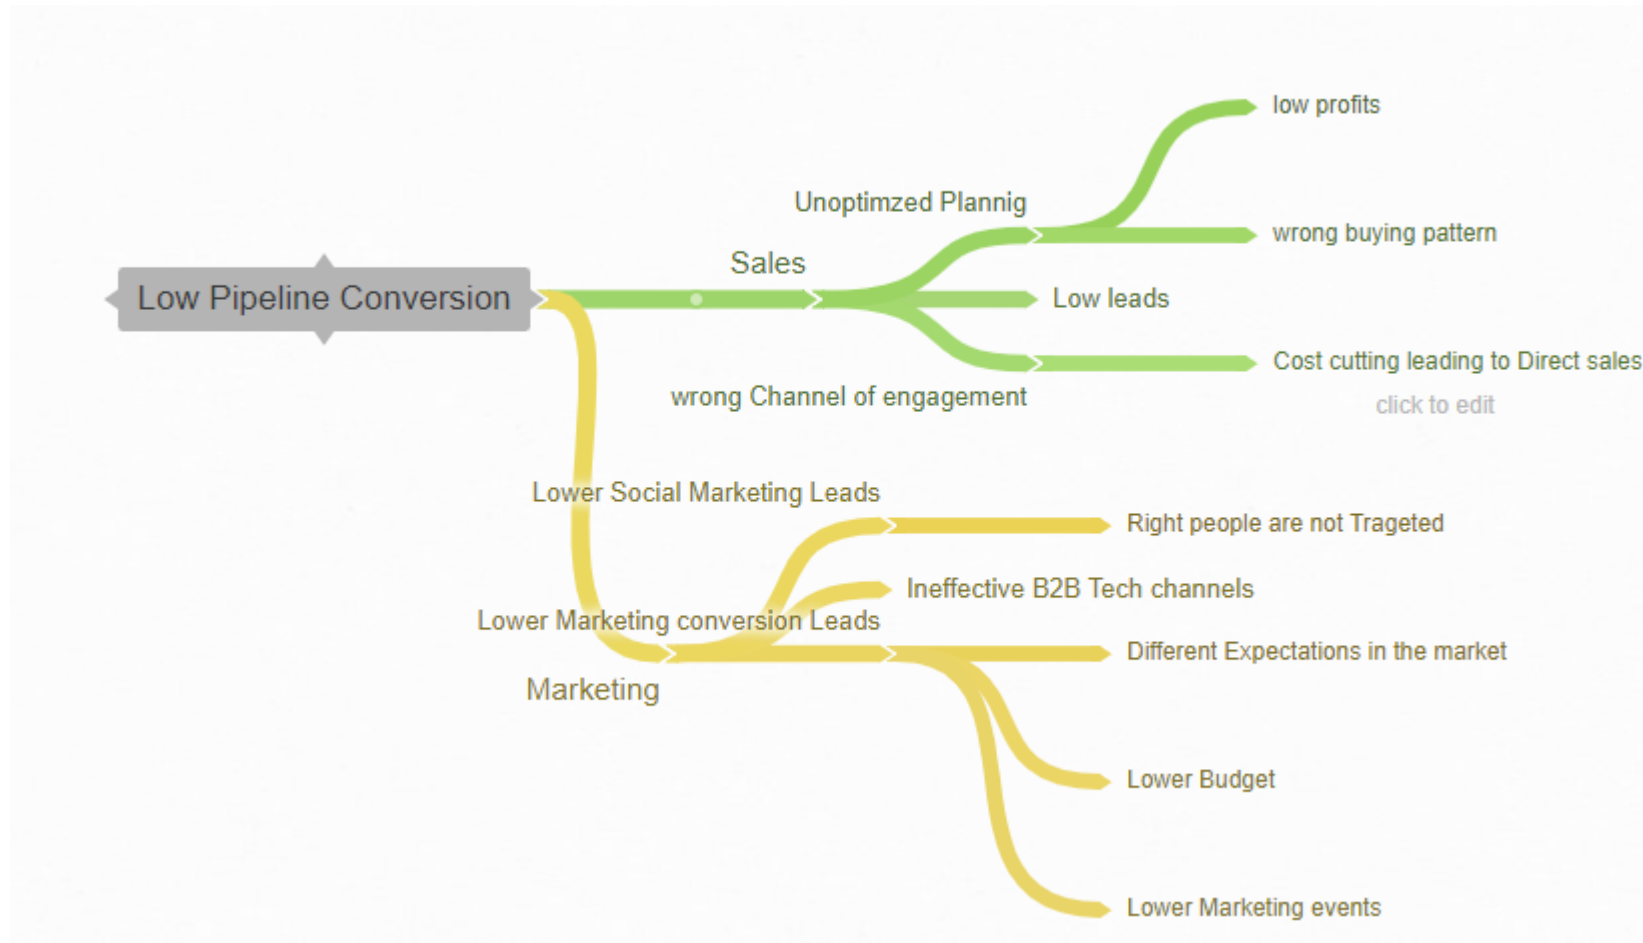 low profits
Unoptimzed Plannig
wrong buying pattern
Sales
Low Pipeline Conversion
Low leads
Cost cutting leading to Direct sales
wrong Channel of engagement
click to edit
Lower Social Marketing Leads
Right people are not Trageted
Ineffective B2B Tech channels
Lower Marketing conversion Leads
Different Expectations in the market
Marketing
Lower Budget
Lower Marketing events